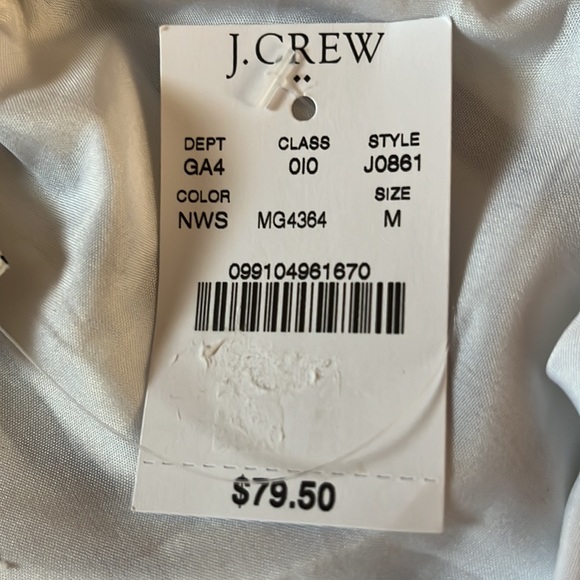 J.CREW
DEPT CLASS STYLE
GA4 010 J0861
COLOR SIZE
NWS MG4364 M
099104961670
$79.50